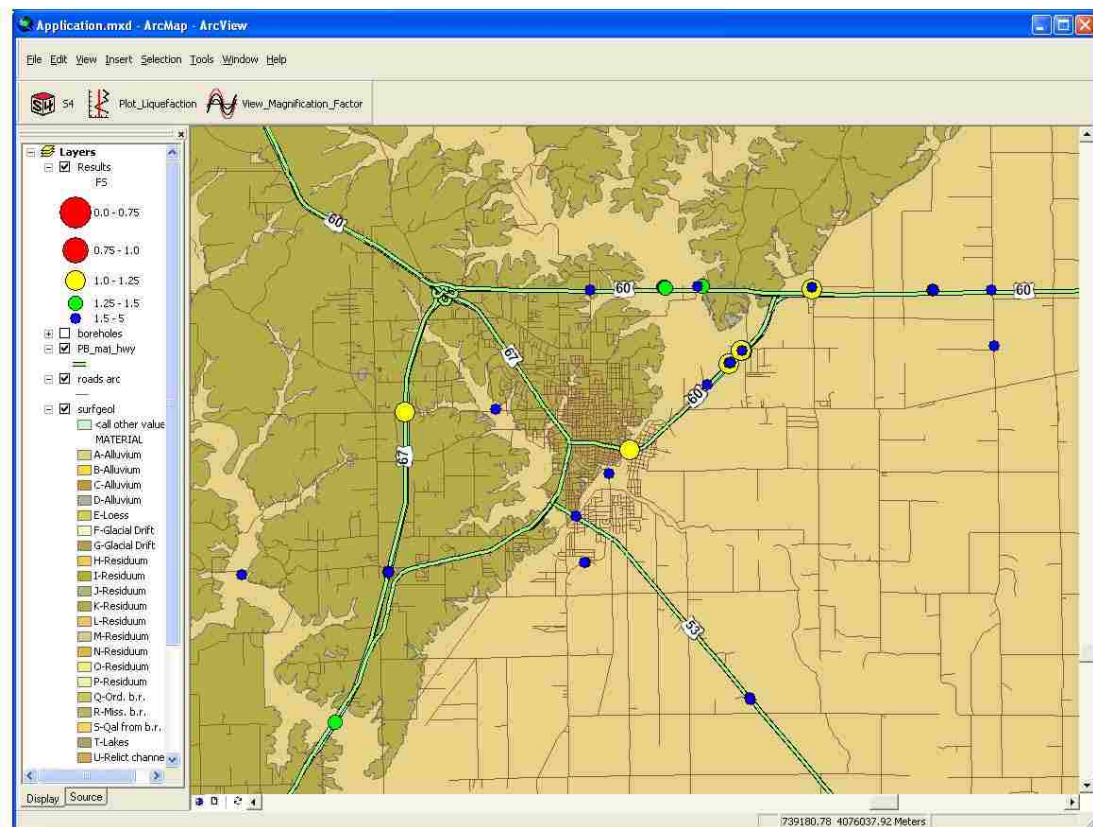 Application.mxd - ArcMap - ArcView
File Edit View Insert Selection Tools Window Help
S4 Plot_Liquefaction View_Magnification_Factor
Layers
Results
FS
0.0 - 0.75
0.75 - 1.0
1.0 - 1.25
1.25 - 1.5
1.5 - 5
boreholes
PB_maj_hwy
roads arc
surfgeol
<all other value
MATERIAL
A-Alluvium
B-Alluvium
C-Alluvium
D-Alluvium
E-Loess
F-Glacial Drift
G-Glacial Drift
H-Residuum
I-Residuum
J-Residuum
K-Residuum
L-Residuum
M-Residuum
N-Residuum
O-Residuum
P-Residuum
Q-Ord. b.r.
R-Miss. b.r.
S-Qal from b.r.
T-Lakes
U-Relict channe
Display Source
60
60
60
67
60
67
53
739180.78 4076037.92 Meters